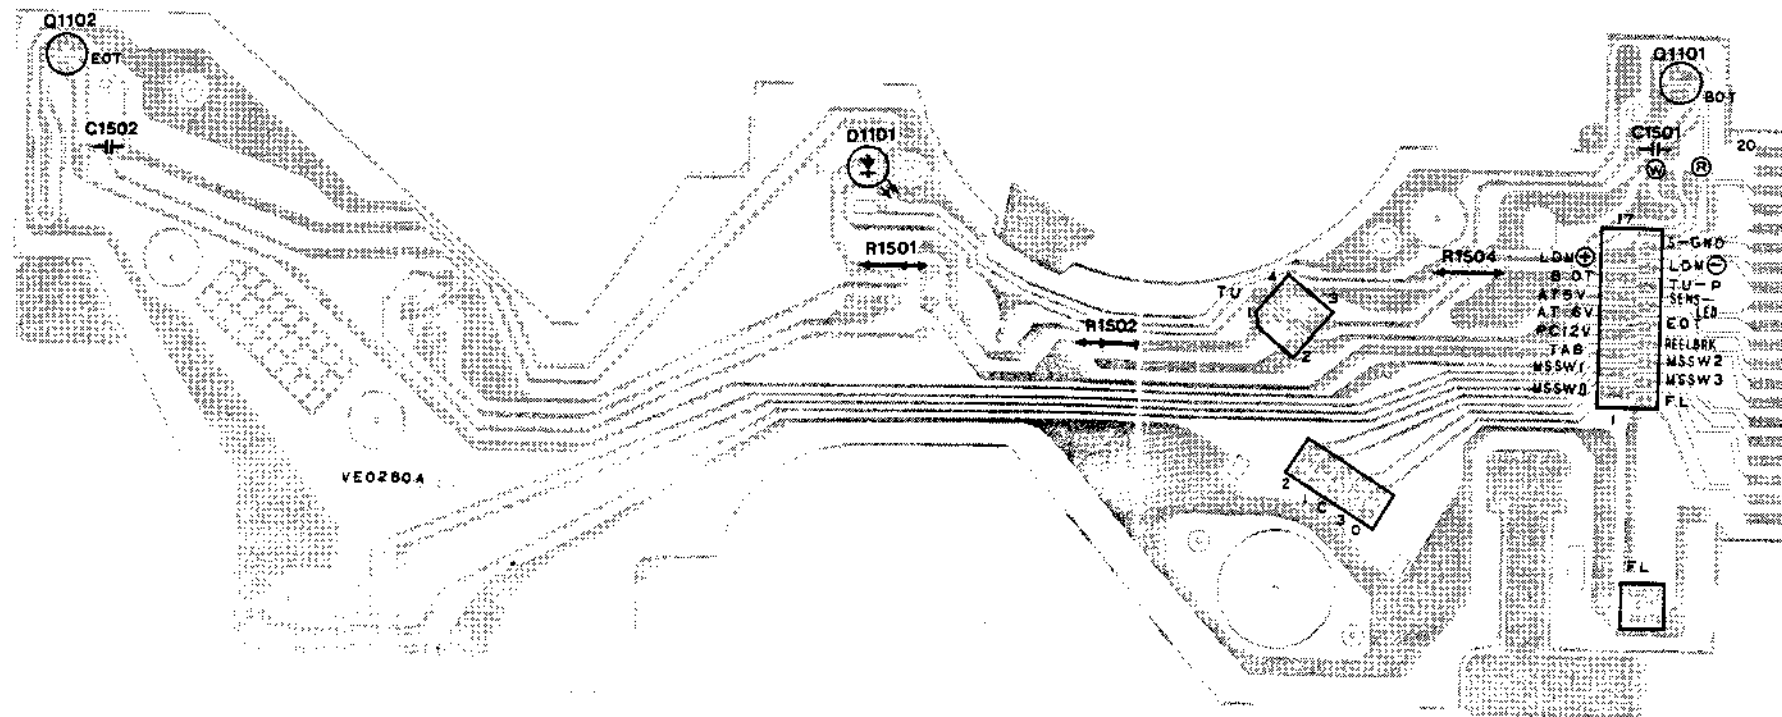 Q1102
EOT
C1502
D1101
R1501
R1502
VE0280A
Q1101
BOT
C1501
W
R
20
R1504
17
S-GND
LDM⊕
LDM⊖
BOT
TU-P
AT5V
SENS-LED
AT6V
EOT
PC12V
REELBRK
TAB
MSSW2
MSSW1
MSSW3
MSSW0
FL
1
TU
4
3
1
2
2
1
C
3
0
FL